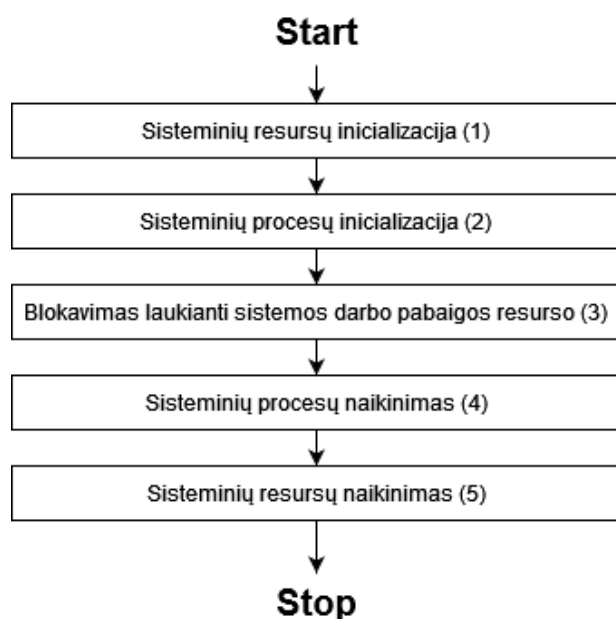 Start
Sisteminių resursų inicializacija (1)
Sisteminių procesų inicializacija (2)
Blokavimas laukianti sistemos darbo pabaigos resurso (3)
Sisteminių procesų naikinimas (4)
Sisteminių resursų naikinimas (5)
Stop